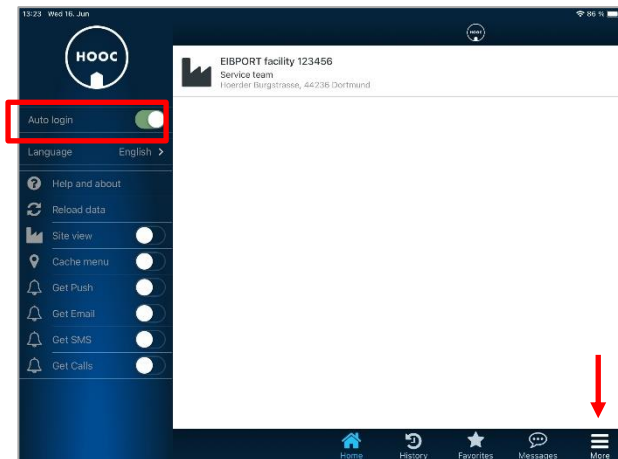 13:23 Wed 16. Jun
86 %
HOOC
HOOC
EIBPORT facility 123456
Service team
Hoerder Burgstrasse, 44236 Dortmund
Auto login
Language English >
Help and about
Reload data
Site view
Cache menu
Get Push
Get Email
Get SMS
Get Calls
Home History Favorites Messages More